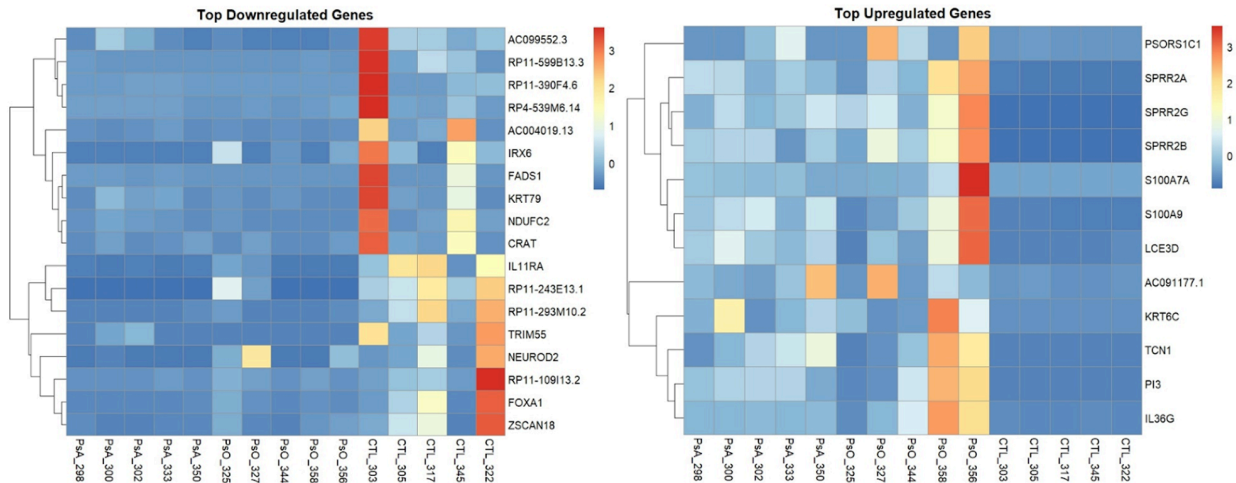 Top Downregulated Genes
AC099552.3
RP11-599B13.3
RP11-390F4.6
RP4-539M6.14
AC004019.13
IRX6
FADS1
KRT79
NDUFC2
CRAT
IL11RA
RP11-243E13.1
RP11-293M10.2
TRIM55
NEUROD2
RP11-109I13.2
FOXA1
ZSCAN18
3
2
1
0
PsA_298
PsA_300
PsA_302
PsA_333
PsA_350
PsO_325
PsO_327
PsO_344
PsO_358
PsO_356
CTL_303
CTL_305
CTL_317
CTL_345
CTL_322
Top Upregulated Genes
PSORS1C1
SPRR2A
SPRR2G
SPRR2B
S100A7A
S100A9
LCE3D
AC091177.1
KRT6C
TCN1
PI3
IL36G
3
2
1
0
PsA_298
PsA_300
PsA_302
PsA_333
PsA_350
PsO_325
PsO_327
PsO_344
PsO_358
PsO_356
CTL_303
CTL_305
CTL_317
CTL_345
CTL_322